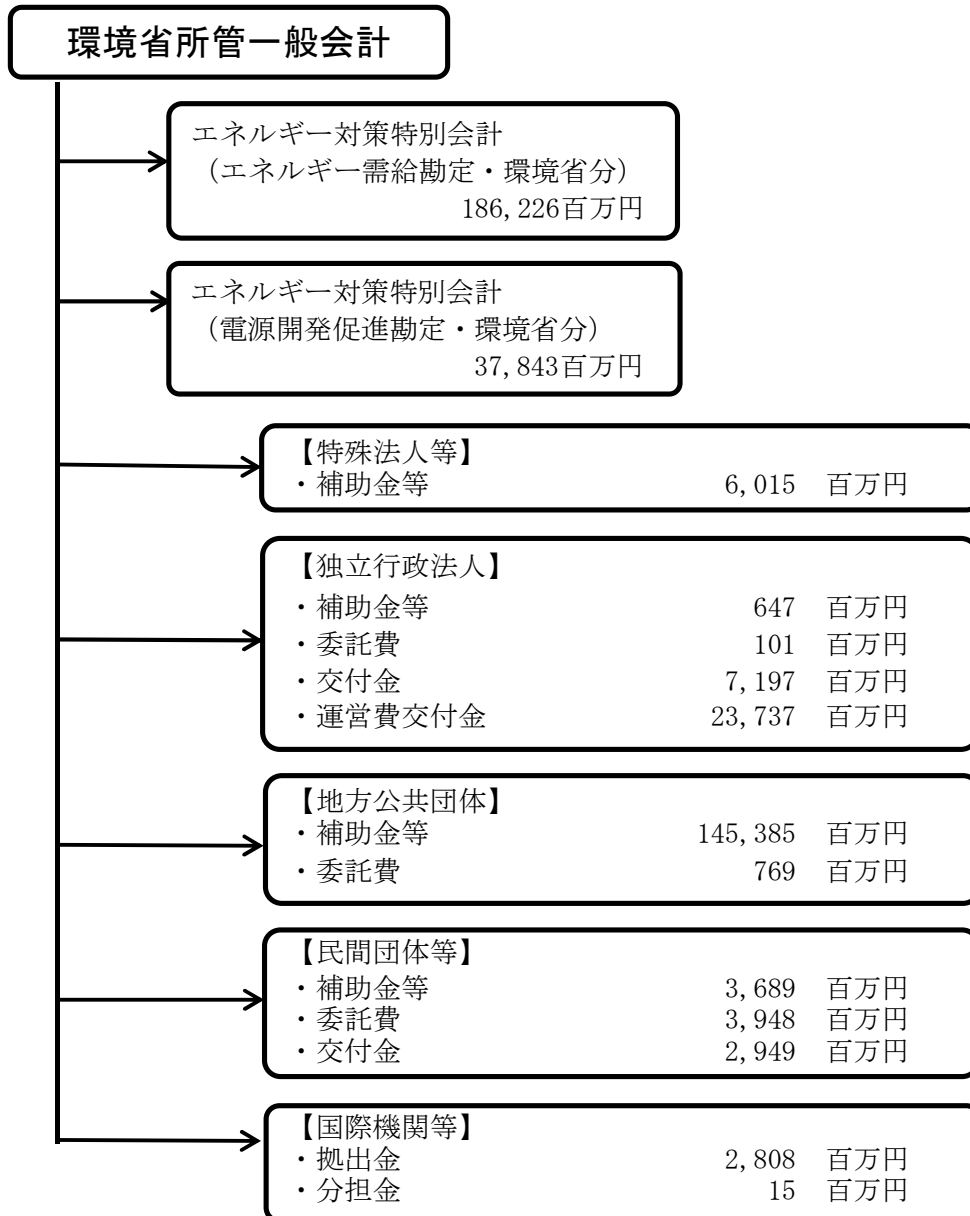 環境省所管一般会計
エネルギー対策特別会計
(エネルギー需給勘定・環境省分)
186,226百万円
エネルギー対策特別会計
(電源開発促進勘定・環境省分)
37,843百万円
【特殊法人等】
・補助金等 6,015 百万円
【独立行政法人】
・補助金等 647 百万円
・委託費 101 百万円
・交付金 7,197 百万円
・運営費交付金 23,737 百万円
【地方公共団体】
・補助金等 145,385 百万円
・委託費 769 百万円
【民間団体等】
・補助金等 3,689 百万円
・委託費 3,948 百万円
・交付金 2,949 百万円
【国際機関等】
・拠出金 2,808 百万円
・分担金 15 百万円